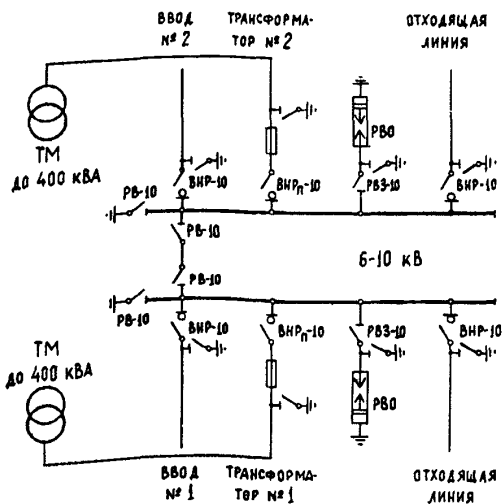 ВВОД
№ 2
ТРАНСФОРМА-
ТОР № 2
ОТХОДЯЩАЯ
ЛИНИЯ
ТМ
ДО 400 КВА
РВО
РВ-10
ВНР-10
ВНРп-10
РВЗ-10
ВНР-10
РВ-10
6-10 кВ
РВ-10
РВ-10
ВНР-10
ВНРп-10
РВЗ-10
ВНР-10
ТМ
ДО 400 КВА
РВО
ВВОД
№ 1
ТРАНСФОРМА-
ТОР № 1
ОТХОДЯЩАЯ
ЛИНИЯ